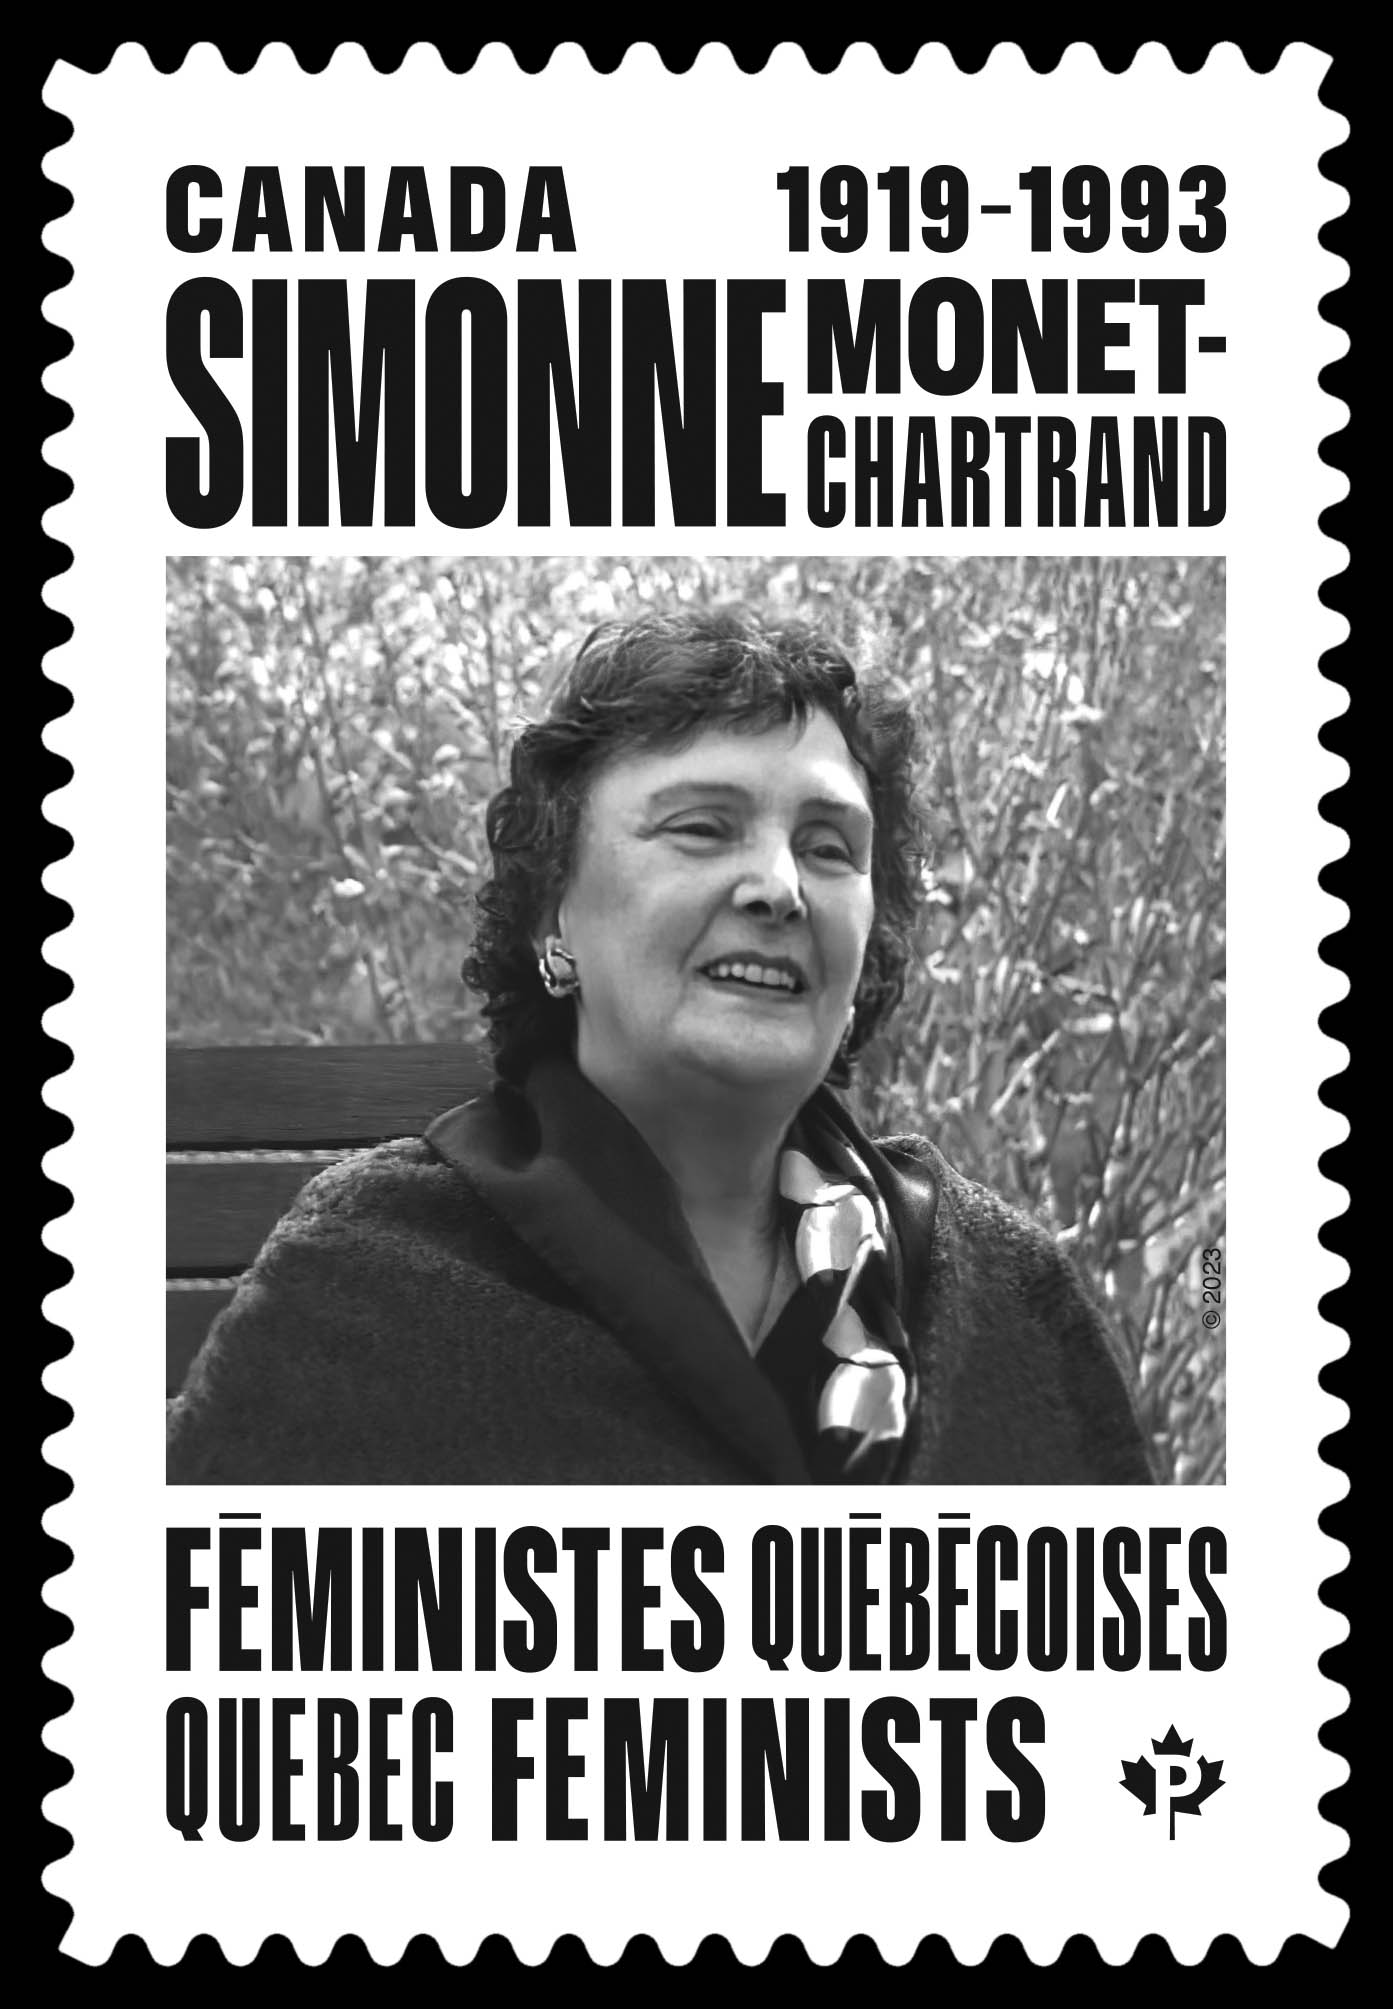 CANADA 1919–1993
SIMONNE MONET-
CHARTRAND
© 2023
FÉMINISTES QUÉBÉCOISES
QUEBEC FEMINISTS
P